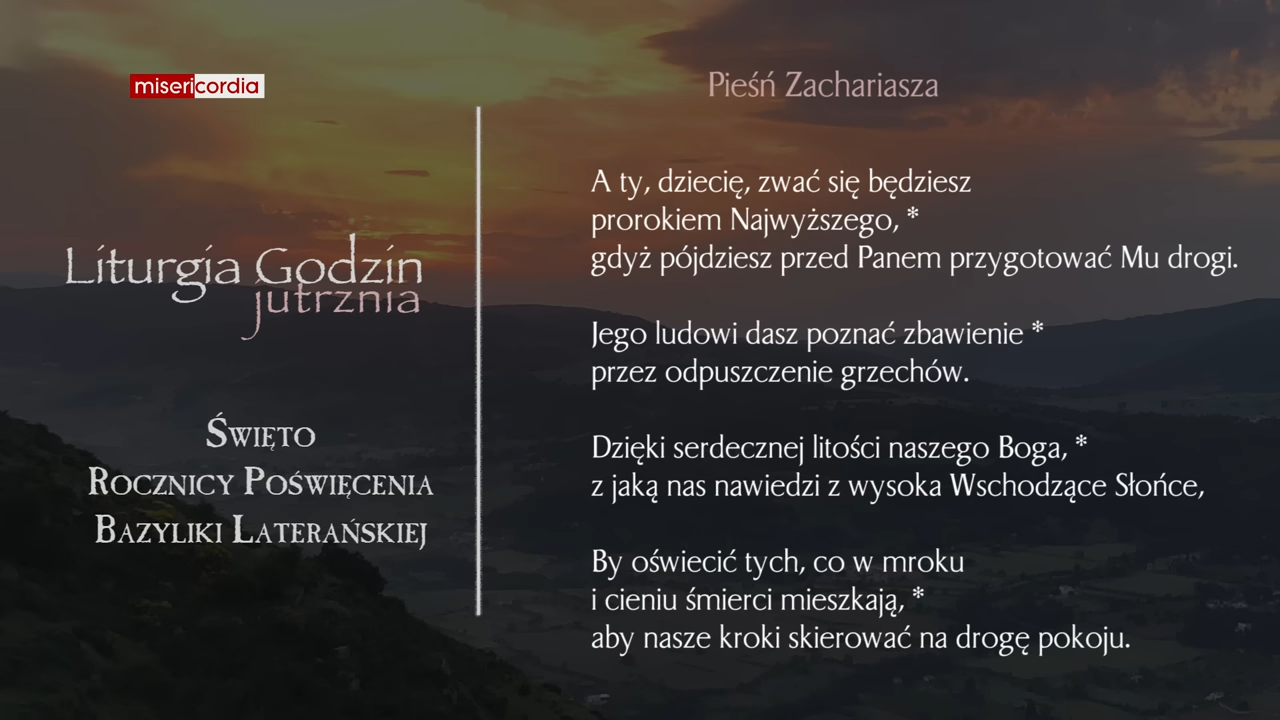 misericordia
Liturgia Godzin
jutrznia
Święto
Rocznicy Poświęcenia
Bazyliki Laterańskiej
Pieśń Zachariasza
A ty, dziecię, zwać się będziesz
prorokiem Najwyższego, *
gdyż pójdziesz przed Panem przygotować Mu drogi.
Jego ludowi dasz poznać zbawienie *
przez odpuszczenie grzechów.
Dzięki serdecznej litości naszego Boga, *
z jaką nas nawiedzi z wysoka Wschodzące Słońce,
By oświecić tych, co w mroku
i cieniu śmierci mieszkają, *
aby nasze kroki skierować na drogę pokoju.